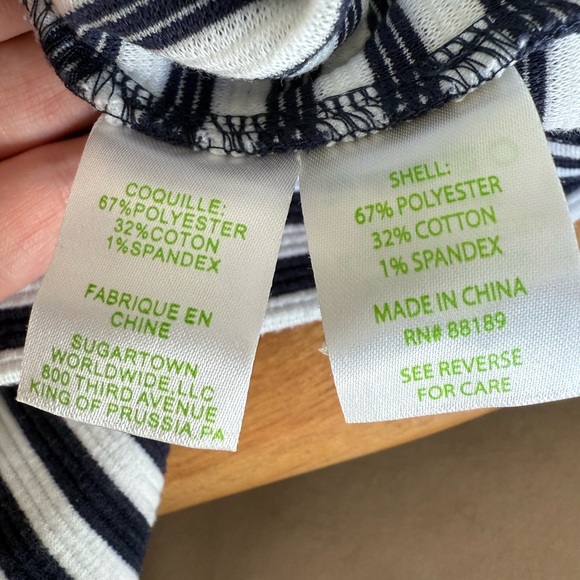 COQUILLE:
67%POLYESTER
32%COTON
1%SPANDEX
FABRIQUE EN
CHINE
SUGARTOWN
WORLDWIDE, LLC
800 THIRD AVENUE
KING OF PRUSSIA,PA
SHELL:
67% POLYESTER
32% COTTON
1% SPANDEX
MADE IN CHINA
RN# 88189
SEE REVERSE
FOR CARE